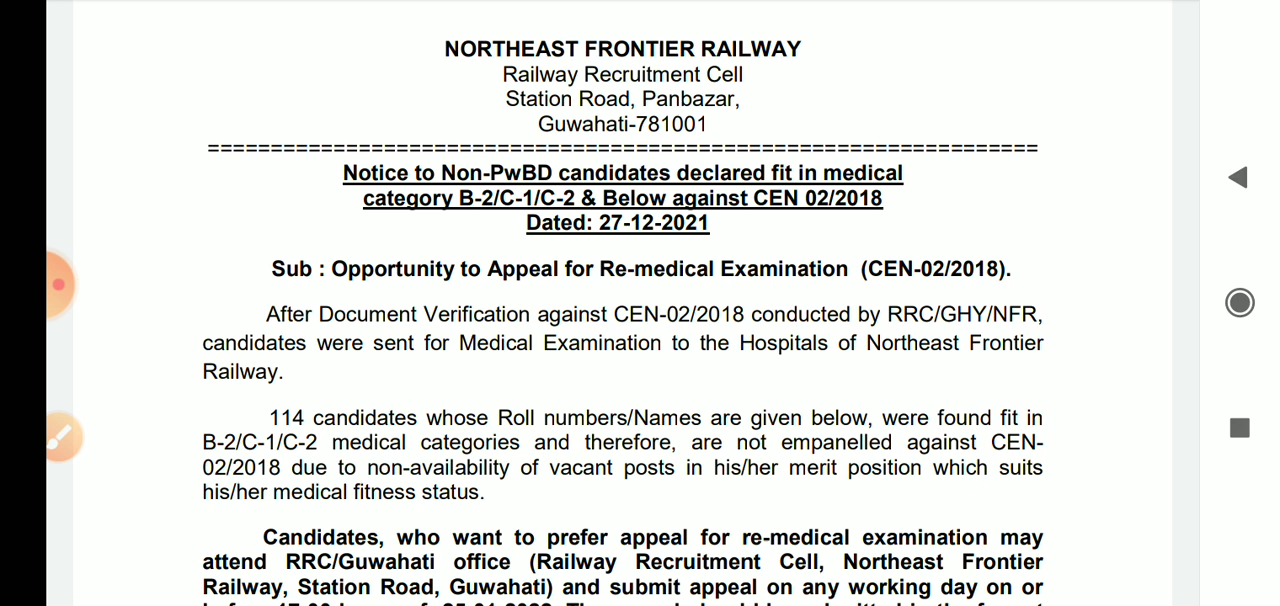 NORTHEAST FRONTIER RAILWAY
Railway Recruitment Cell
Station Road, Panbazar,
Guwahati-781001
==================================================================
Notice to Non-PwBD candidates declared fit in medical
category B-2/C-1/C-2 & Below against CEN 02/2018
Dated: 27-12-2021
Sub : Opportunity to Appeal for Re-medical Examination (CEN-02/2018).
After Document Verification against CEN-02/2018 conducted by RRC/GHY/NFR,
candidates were sent for Medical Examination to the Hospitals of Northeast Frontier
Railway.
114 candidates whose Roll numbers/Names are given below, were found fit in
B-2/C-1/C-2 medical categories and therefore, are not empanelled against CEN-
02/2018 due to non-availability of vacant posts in his/her merit position which suits
his/her medical fitness status.
Candidates, who want to prefer appeal for re-medical examination may
attend RRC/Guwahati office (Railway Recruitment Cell, Northeast Frontier
Railway, Station Road, Guwahati) and submit appeal on any working day on or